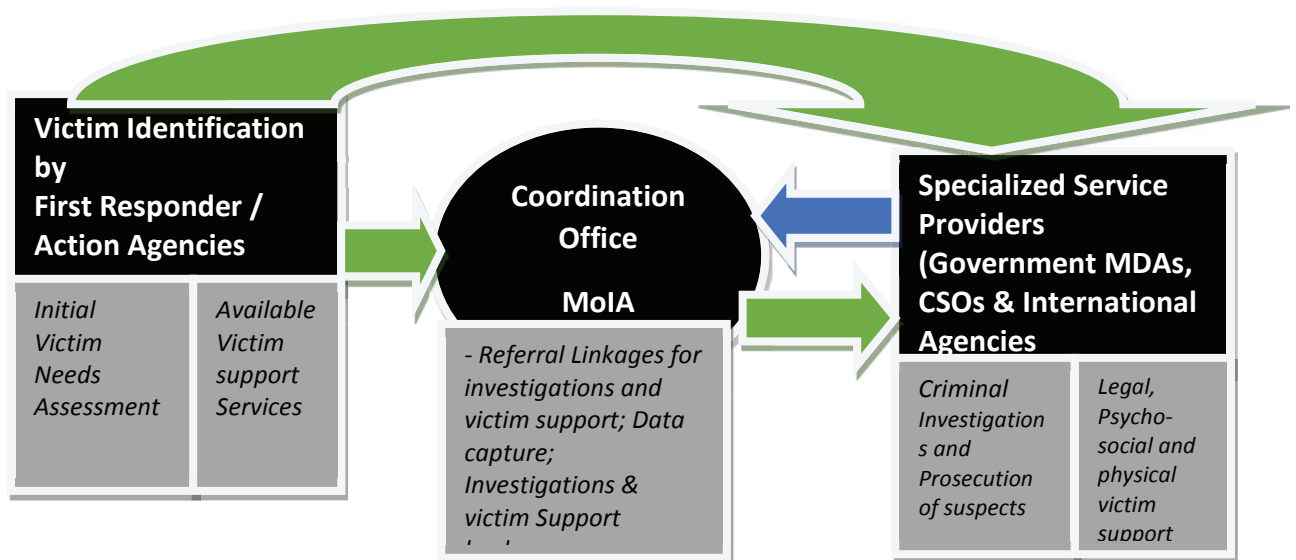 Victim Identification
by
First Responder /
Action Agencies
Initial
Victim
Needs
Assessment
Available
Victim
support
Services
Coordination
Office
MoIA
- Referral Linkages for
investigations and
victim support; Data
capture;
Investigations &
victim Support
Specialized Service
Providers
(Government MDAs,
CSOs & International
Agencies
Criminal
Investigation
s and
Prosecution
of suspects
Legal,
Psycho-
social and
physical
victim
support